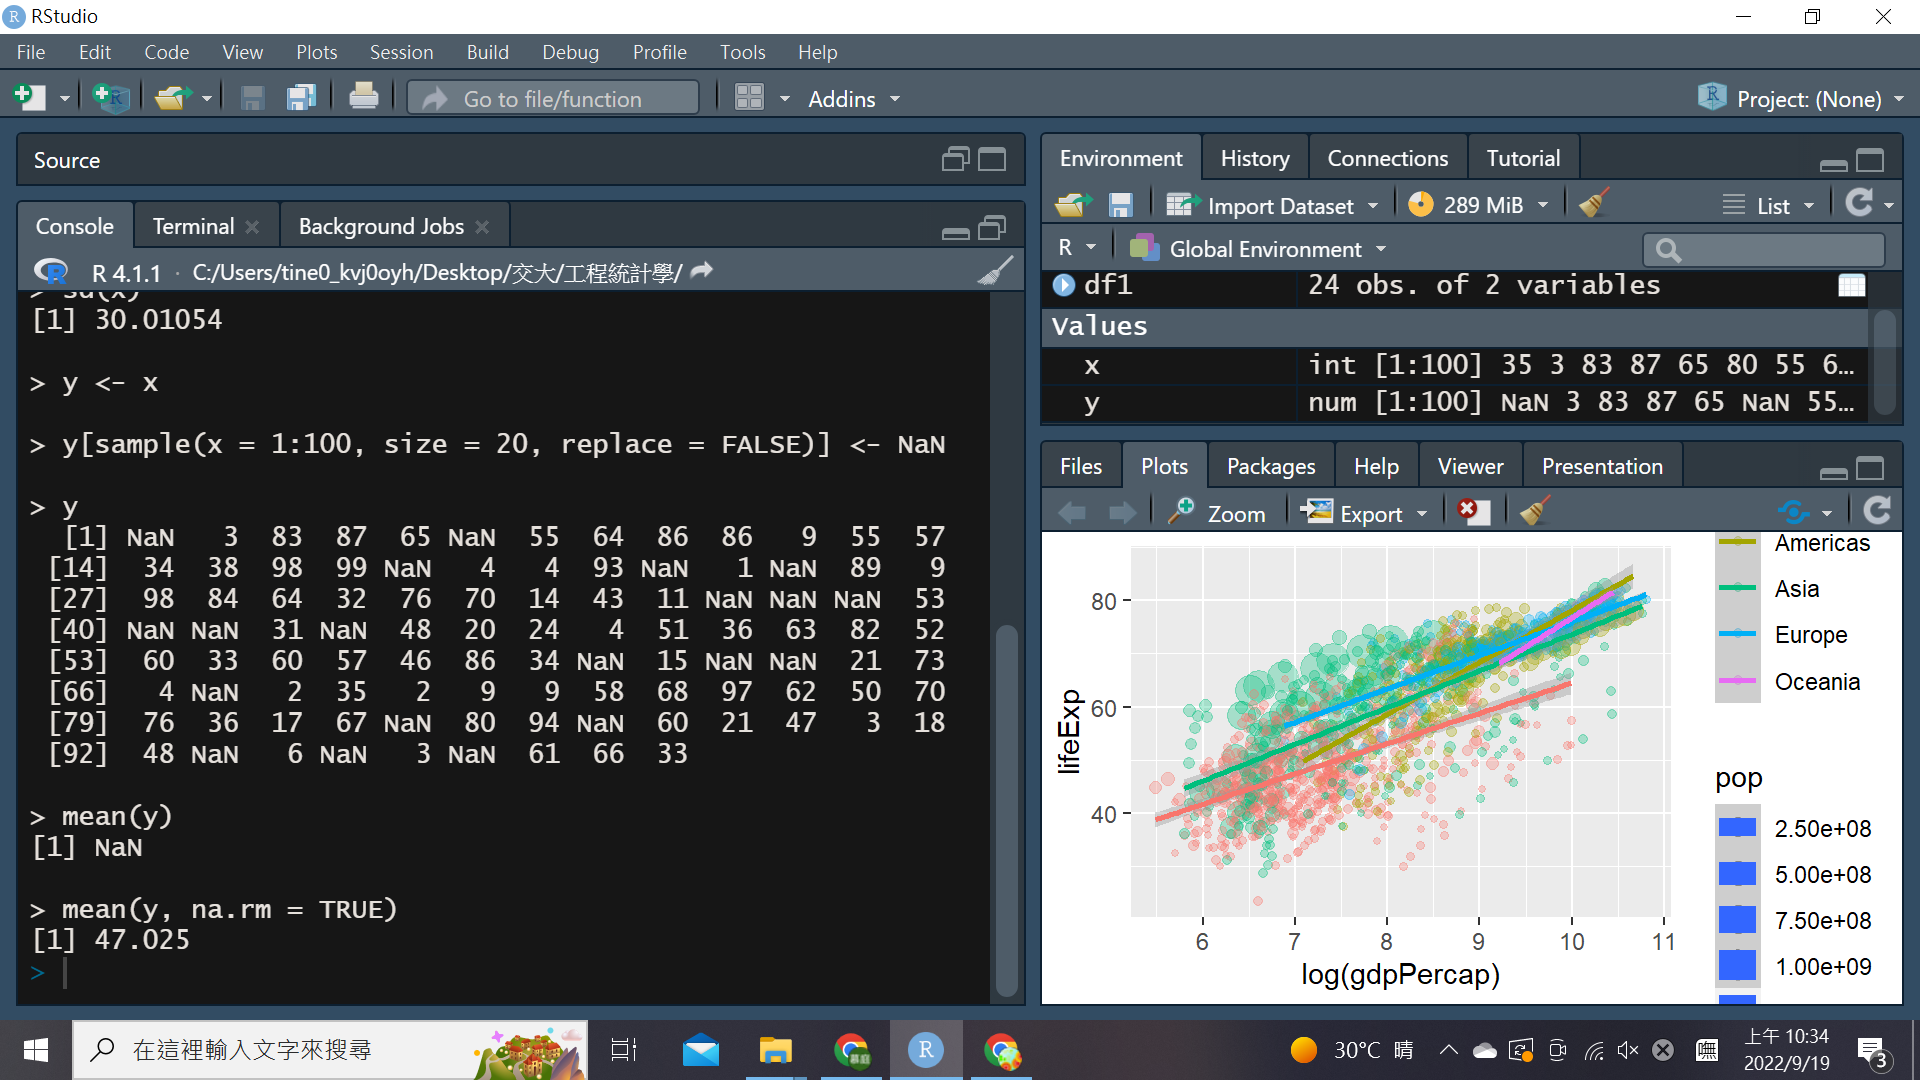 RStudio
File Edit Code View Plots Session Build Debug Profile Tools Help
Go to file/function Addins Project: (None)
Source
Console Terminal Background Jobs
R 4.1.1 · C:/Users/tine0_kvj0oyh/Desktop/交大/工程統計學/
> sd(x)
[1] 30.01054
> y <- x
> y[sample(x = 1:100, size = 20, replace = FALSE)] <- NaN
> y
[1] NaN 3 83 87 65 NaN 55 64 86 86 9 55 57
[14] 34 38 98 99 NaN 4 4 93 NaN 1 NaN 89 9
[27] 98 84 64 32 76 70 14 43 11 NaN NaN NaN 53
[40] NaN NaN 31 NaN 48 20 24 4 51 36 63 82 52
[53] 60 33 60 57 46 86 34 NaN 15 NaN NaN 21 73
[66] 4 NaN 2 35 2 9 9 58 68 97 62 50 70
[79] 76 36 17 67 NaN 80 94 NaN 60 21 47 3 18
[92] 48 NaN 6 NaN 3 NaN 61 66 33
> mean(y)
[1] NaN
> mean(y, na.rm = TRUE)
[1] 47.025
>
Environment History Connections Tutorial
Import Dataset 289 MiB List
R Global Environment
df1 24 obs. of 2 variables
Values
x int [1:100] 35 3 83 87 65 80 55 6…
y num [1:100] NaN 3 83 87 65 NaN 55…
Files Plots Packages Help Viewer Presentation
Zoom Export
80
60
40
lifeExp
6 7 8 9 10 11
log(gdpPercap)
Americas
Asia
Europe
Oceania
pop
2.50e+08
5.00e+08
7.50e+08
1.00e+09
在這裡輸入文字來搜尋
R
30°C 晴
上午 10:34
2022/9/19
3